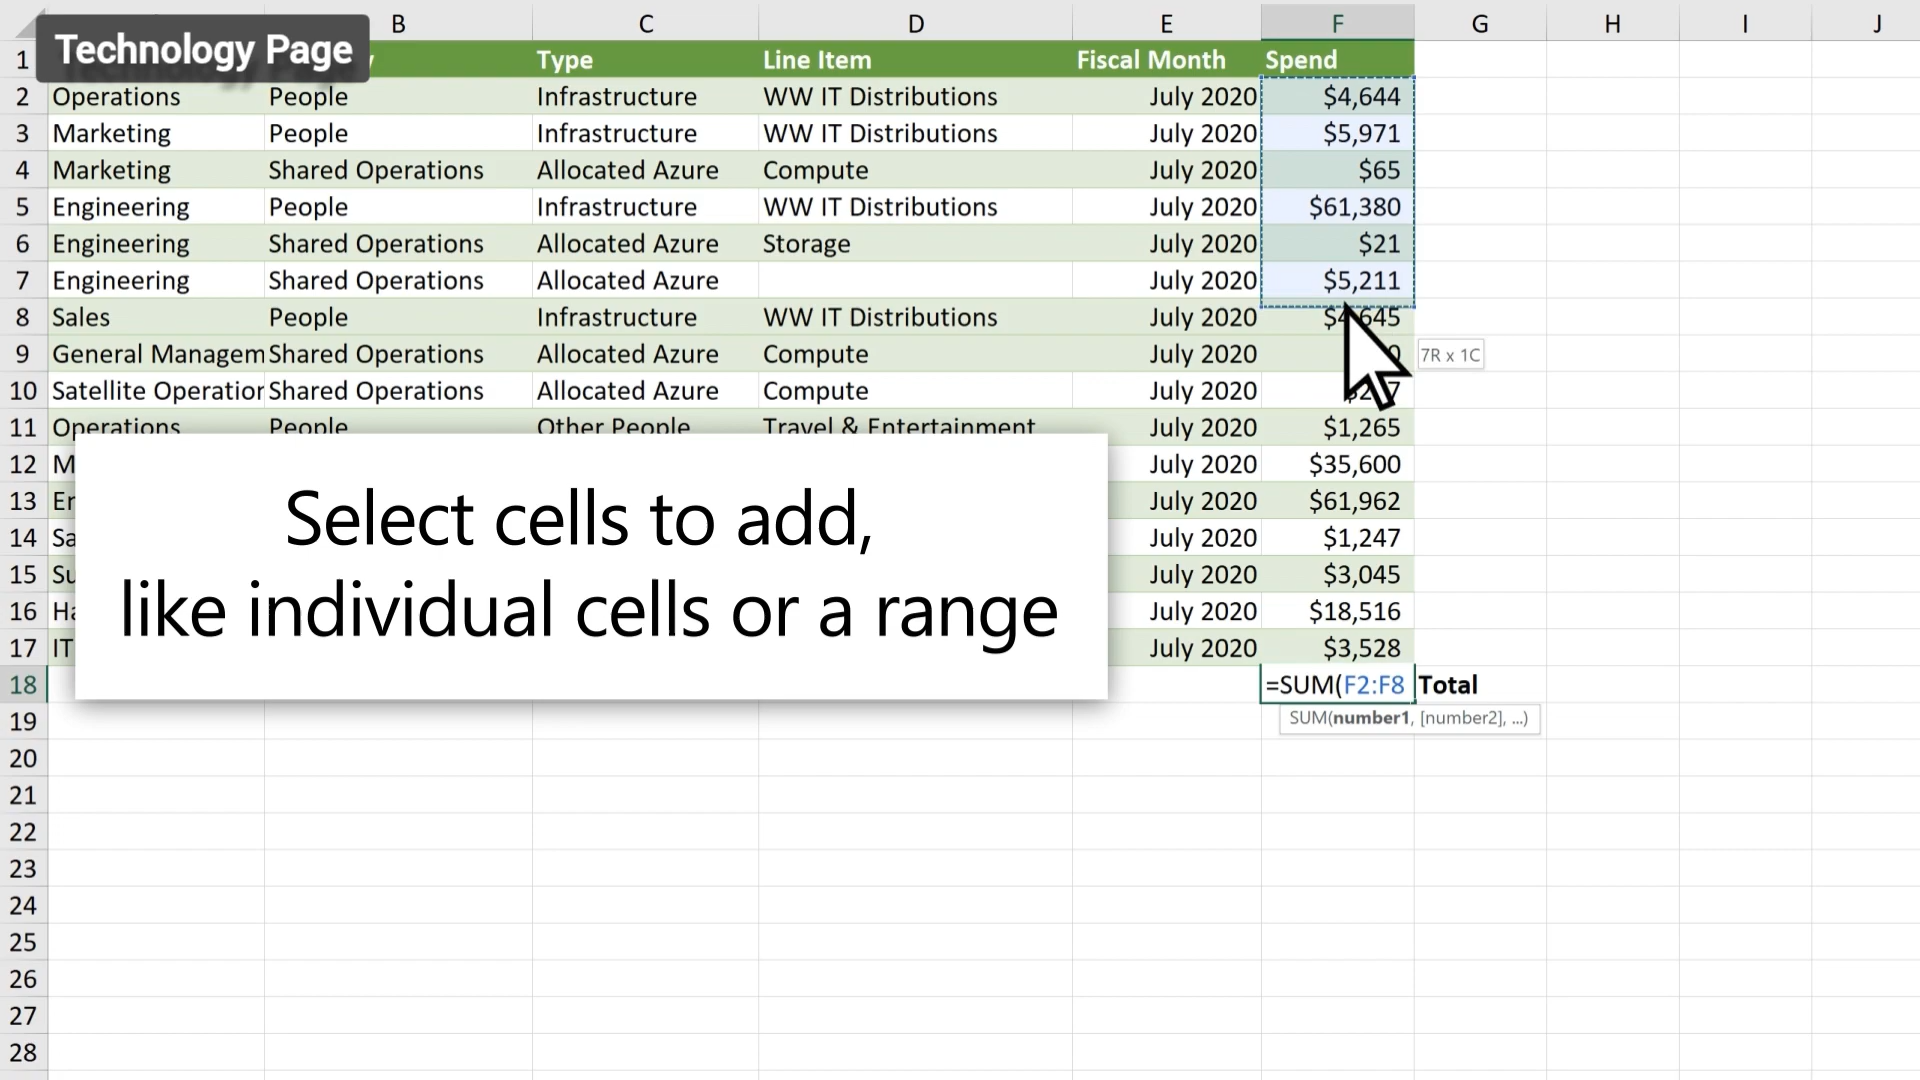 Technology Page
B C D E F G H I J
1 Type Line Item Fiscal Month Spend
2 Operations People Infrastructure WW IT Distributions July 2020 $4,644
3 Marketing People Infrastructure WW IT Distributions July 2020 $5,971
4 Marketing Shared Operations Allocated Azure Compute July 2020 $65
5 Engineering People Infrastructure WW IT Distributions July 2020 $61,380
6 Engineering Shared Operations Allocated Azure Storage July 2020 $21
7 Engineering Shared Operations Allocated Azure July 2020 $5,211
8 Sales People Infrastructure WW IT Distributions July 2020
9 General Managem Shared Operations Allocated Azure Compute July 2020 7R x 1C
10 Satellite Operation Shared Operations Allocated Azure Compute July 2020
11 Operations People Other People Travel & Entertainment July 2020 $1,265
12 July 2020 $35,600
13 July 2020 $61,962
14 July 2020 $1,247
15 July 2020 $3,045
16 July 2020 $18,516
17 IT July 2020 $3,528
Select cells to add,
like individual cells or a range
18 =SUM(F2:F8 Total
SUM(number1, [number2], ...)
19
20
21
22
23
24
25
26
27
28